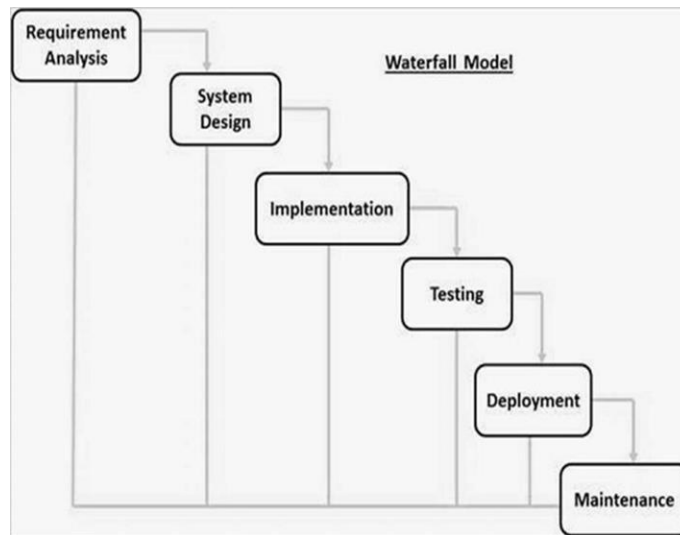 Requirement
Analysis
Waterfall Model
System
Design
Implementation
Testing
Deployment
Maintenance